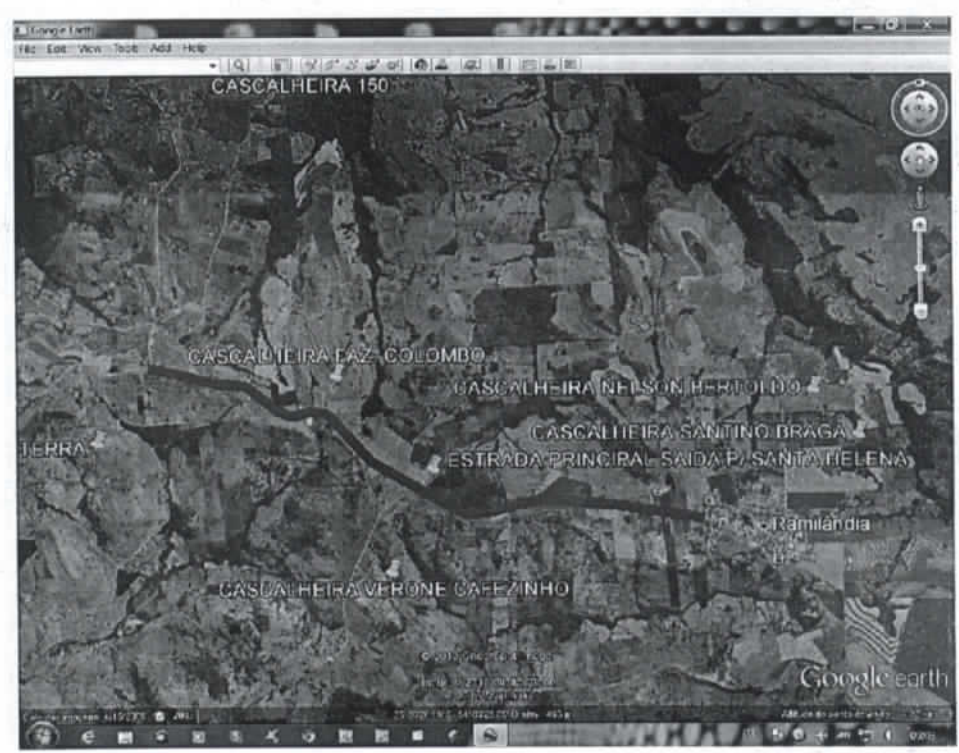 Google Earth
File Edit View Tools Add Help
CASCALHEIRA 150
CASCALHEIRA FAZ. COLOMBO
CASCALHEIRA NELSON BERTOLDO
CASCALHEIRA SANTINO BRAGA
TERRA
ESTRADA PRINCIPAL SAIDA P/ SANTA HELENA
Ramilândia
CASCALHEIRA VERONE CAFEZINHO
Google earth